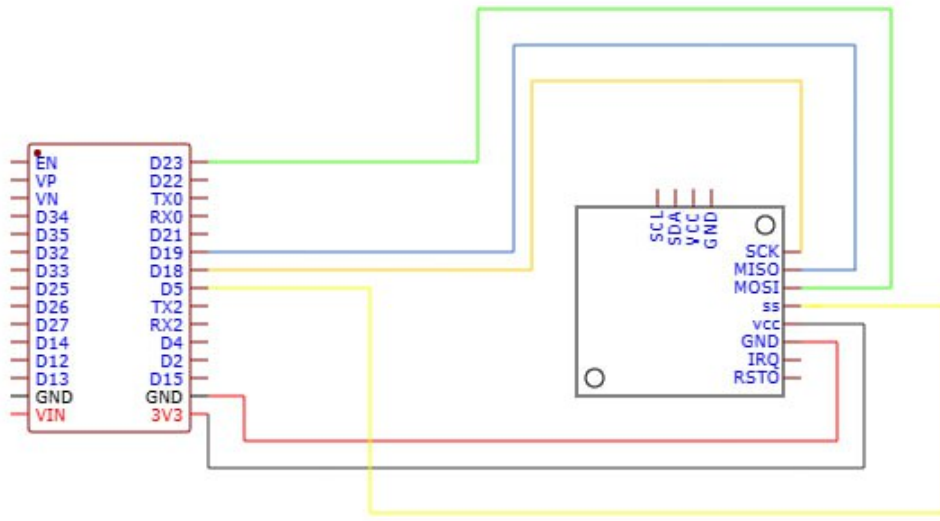 EN D23
VP D22
VN TX0
D34 RX0
D35 D21
D32 D19
D33 D18
D25 D5
D26 TX2
D27 RX2
D14 D4
D12 D2
D13 D15
GND GND
VIN 3V3
SCL SDA VCC GND
SCK
MISO
MOSI
ss
vcc
GND
IRQ
RSTO